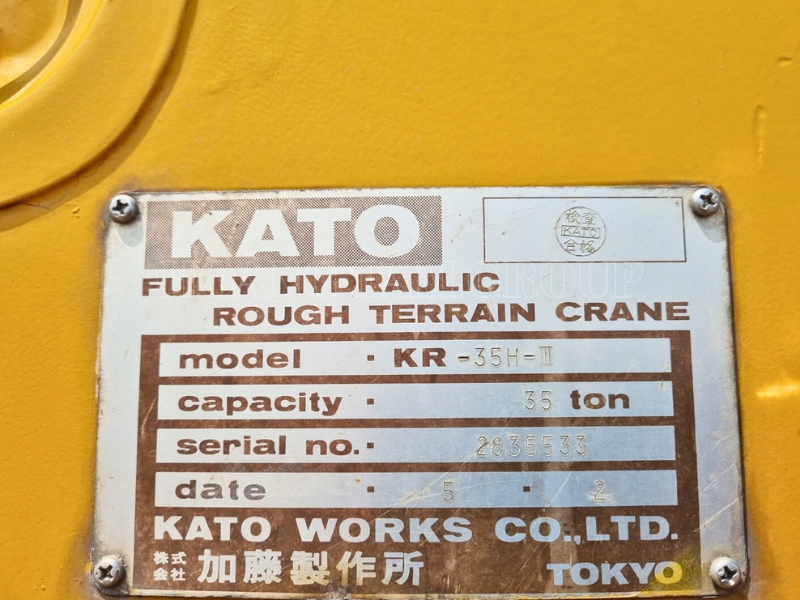 KATO
検査
KATO
合格
FULLY HYDRAULIC
ROUGH TERRAIN CRANE
model · KR-35H-III
capacity · 35 ton
serial no. · 2835533
date · 5 · 2
KATO WORKS CO.,LTD.
株式会社 加藤製作所 TOKYO